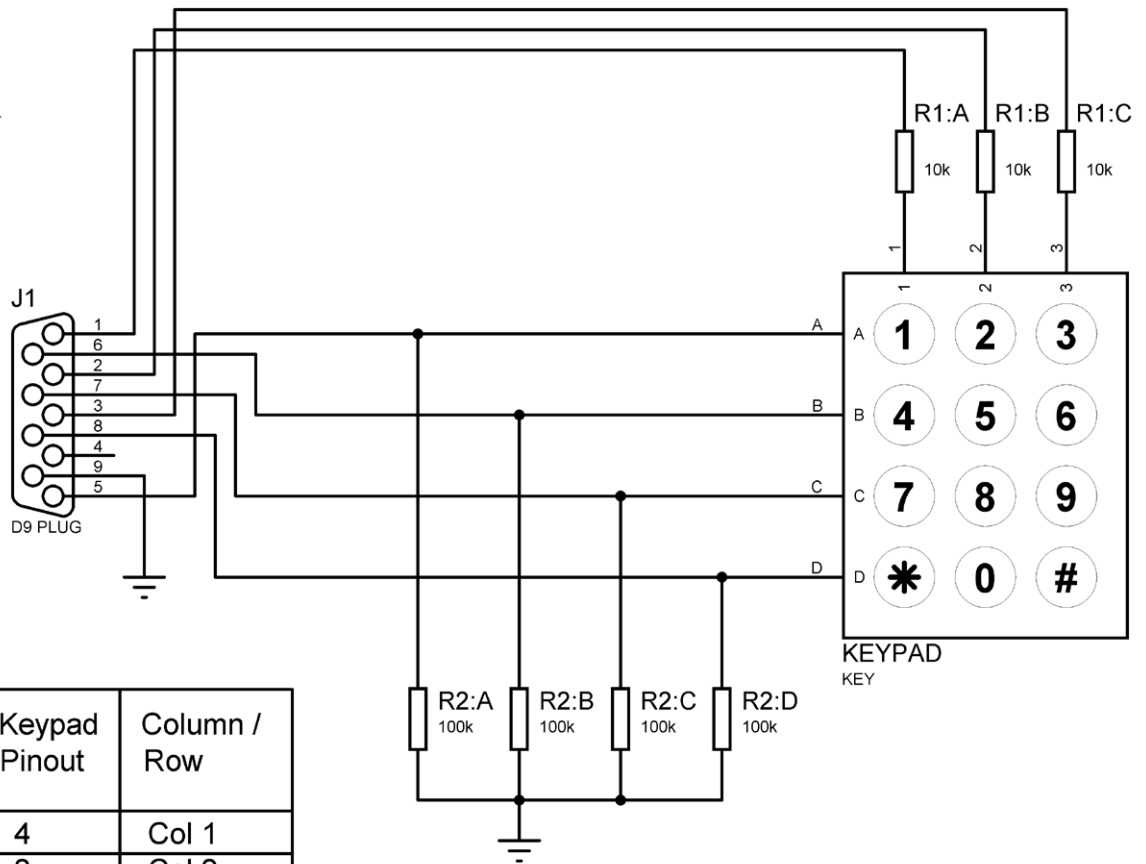 R1:A R1:B R1:C
10k 10k 10k
1 2 3
J1
1
6
2
7
3
8
4
9
5
D9 PLUG
1 2 3
A A 1 2 3
B B 4 5 6
C C 7 8 9
D D * 0 #
KEYPAD
KEY
R2:A R2:B R2:C R2:D
100k 100k 100k 100k
Keypad Pinout
Column / Row
4 Col 1